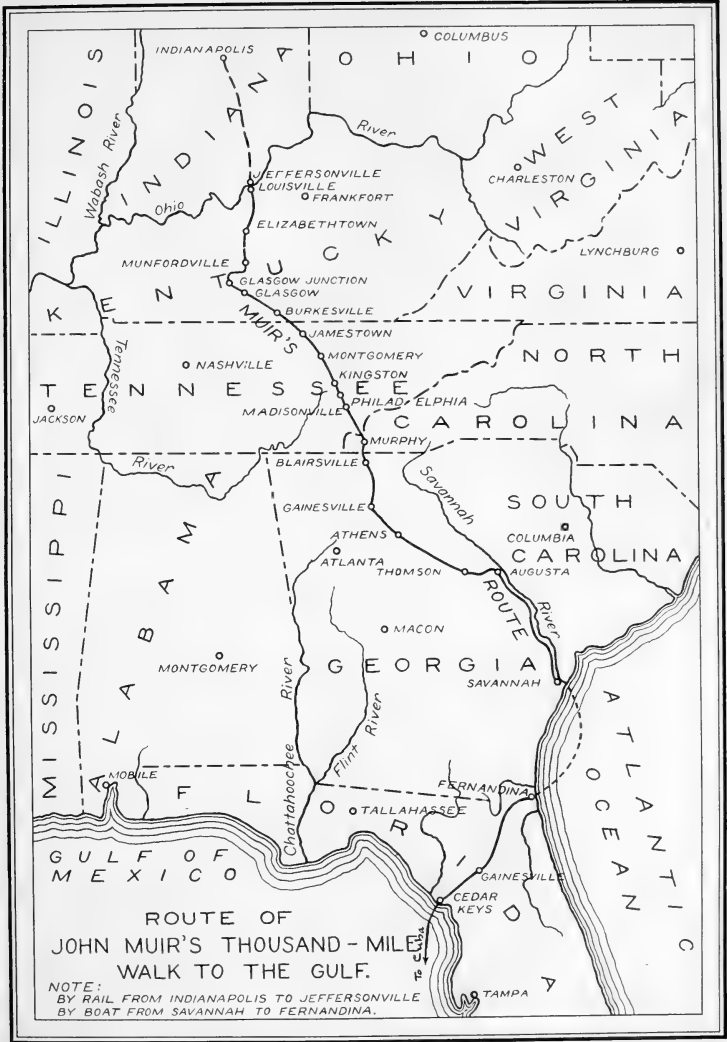 COLUMBUS
INDIANAPOLIS
OHIO
ILLINOIS
INDIANA
Wabash River
River
WEST
VIRGINIA
CHARLESTON
JEFFERSONVILLE
LOUISVILLE
FRANKFORT
Ohio
ELIZABETHTOWN
LYNCHBURG
MUNFORDVILLE
KENTUCKY
GLASGOW JUNCTION
GLASGOW
VIRGINIA
BURKESVILLE
MUIR'S
JAMESTOWN
Tennessee
MONTGOMERY
NORTH
NASHVILLE
KINGSTON
TENNESSEE
PHILADELPHIA
JACKSON
MADISONVILLE
CAROLINA
MURPHY
River
BLAIRSVILLE
Savannah
SOUTH
GAINESVILLE
COLUMBIA
ATHENS
CAROLINA
ATLANTA
THOMSON
AUGUSTA
ROUTE
River
MISSISSIPPI
ALABAMA
MACON
MONTGOMERY
GEORGIA
SAVANNAH
River
River
Flint
Chattahoochee
ATLANTIC
OCEAN
MOBILE
FERNANDINA
FLORIDA
TALLAHASSEE
GULF OF
MEXICO
GAINESVILLE
CEDAR
KEYS
To Cuba
TAMPA
ROUTE OF
JOHN MUIR'S THOUSAND-MILE
WALK TO THE GULF.
NOTE:
BY RAIL FROM INDIANAPOLIS TO JEFFERSONVILLE
BY BOAT FROM SAVANNAH TO FERNANDINA.